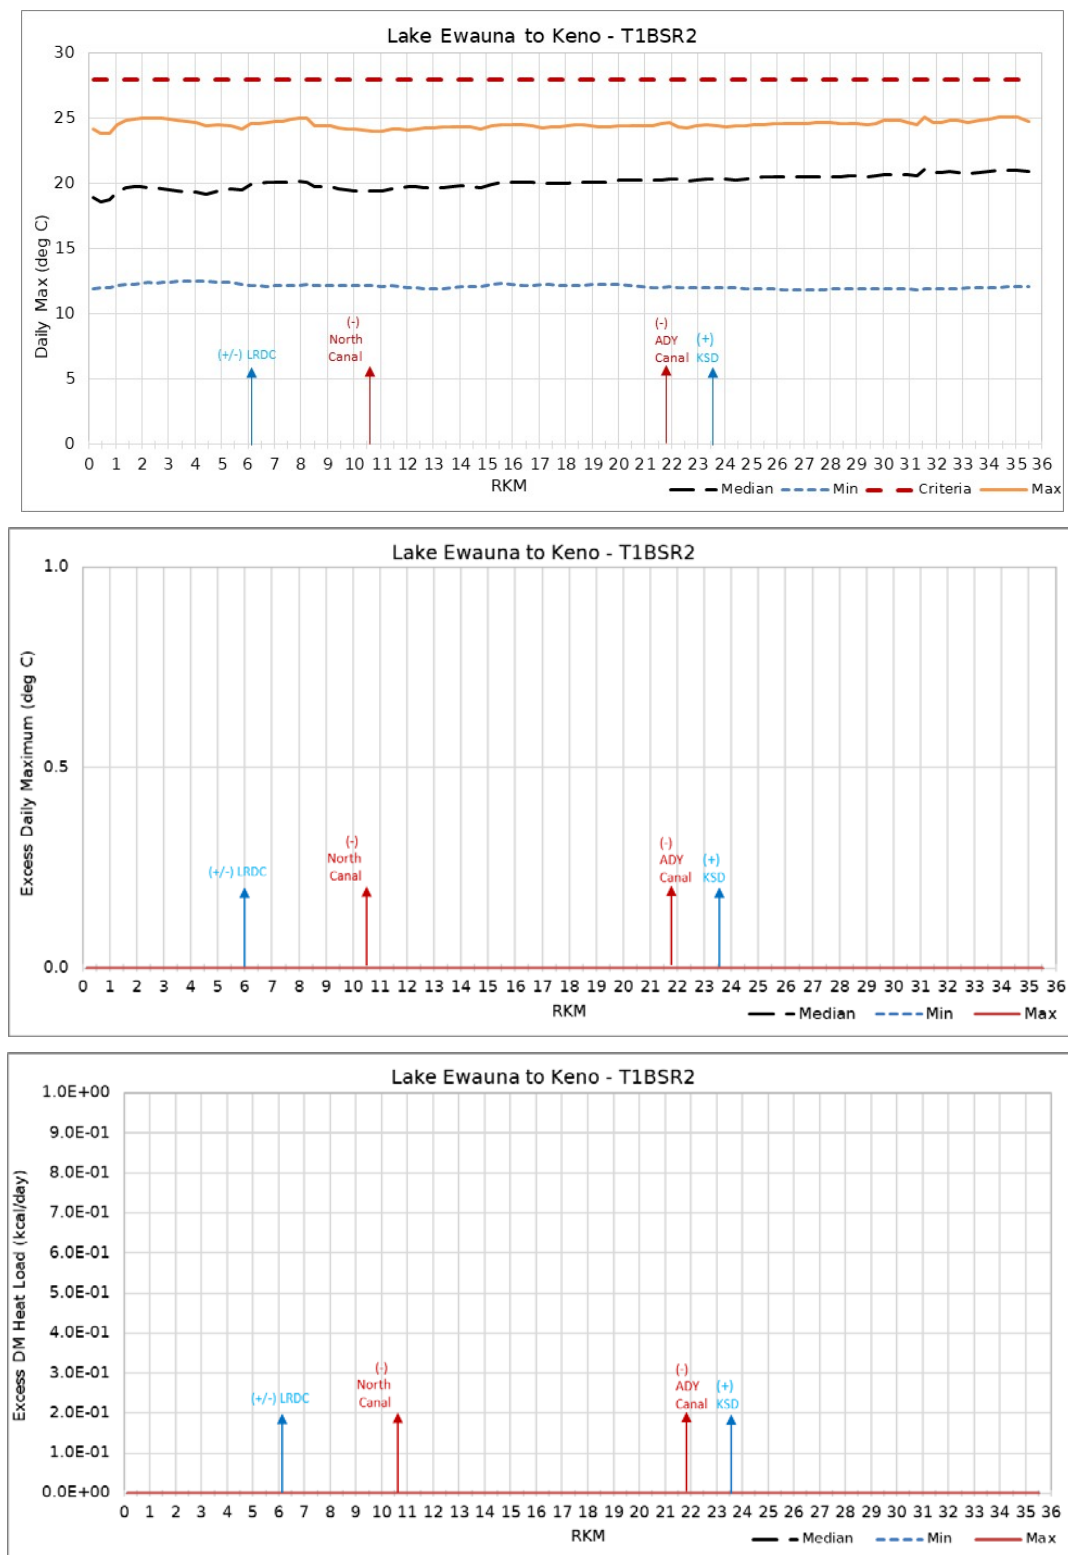 Lake Ewauna to Keno - T1BSR2
30
25
20
15
10
5
0
Daily Max (deg C)
(+/-) LRDC
(-)
North
Canal
(-)
ADY
Canal
(+)
KSD
0 1 2 3 4 5 6 7 8 9 10 11 12 13 14 15 16 17 18 19 20 21 22 23 24 25 26 27 28 29 30 31 32 33 34 35 36
RKM
Median Min Criteria Max
Lake Ewauna to Keno - T1BSR2
1.0
0.5
0.0
Excess Daily Maximum (deg C)
(+/-) LRDC
(-)
North
Canal
(-)
ADY
Canal
(+)
KSD
0 1 2 3 4 5 6 7 8 9 10 11 12 13 14 15 16 17 18 19 20 21 22 23 24 25 26 27 28 29 30 31 32 33 34 35 36
RKM
Median Min Max
Lake Ewauna to Keno - T1BSR2
1.0E+00
9.0E-01
8.0E-01
7.0E-01
6.0E-01
5.0E-01
4.0E-01
3.0E-01
2.0E-01
1.0E-01
0.0E+00
Excess DM Heat Load (kcal/day)
(+/-) LRDC
(-)
North
Canal
(-)
ADY
Canal
(+)
KSD
0 1 2 3 4 5 6 7 8 9 10 11 12 13 14 15 16 17 18 19 20 21 22 23 24 25 26 27 28 29 30 31 32 33 34 35 36
RKM
Median Min Max